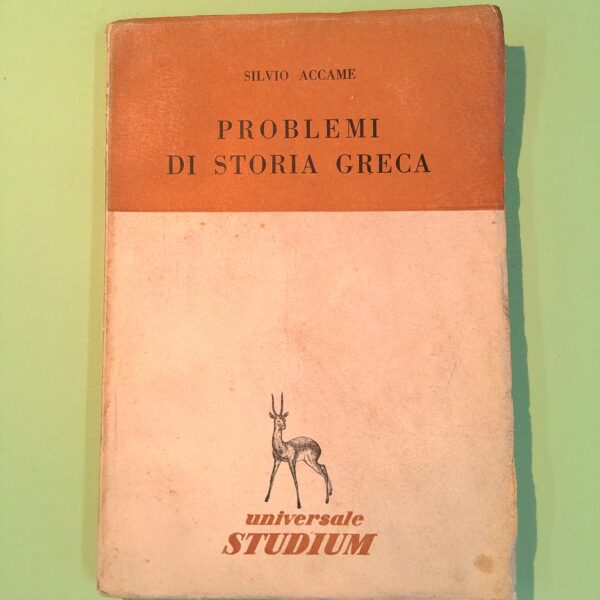 SILVIO ACCAME
PROBLEMI
DI STORIA GRECA
universale
STUDIUM